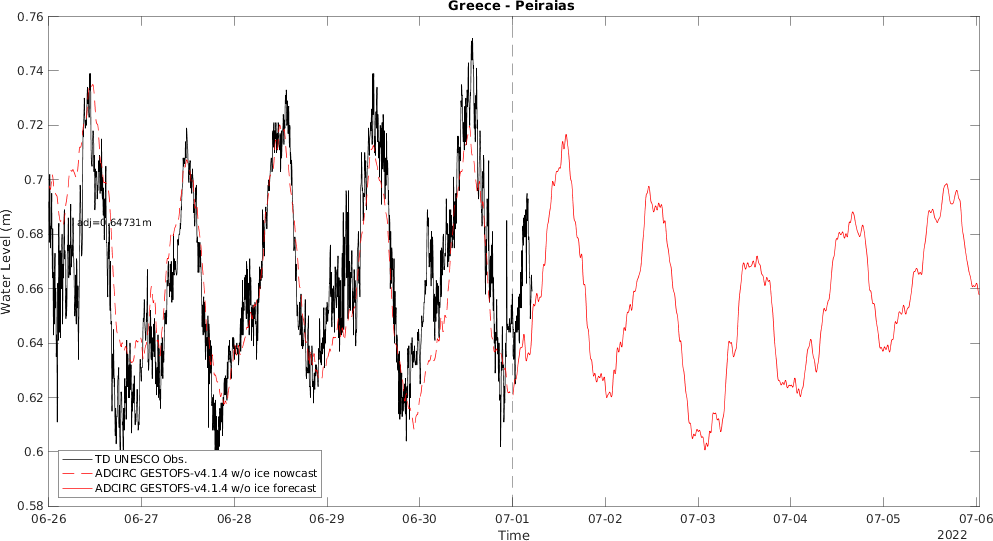 Greece - Peiraias
0.76
0.74
0.72
0.7
0.68
0.66
0.64
0.62
0.6
0.58
Water Level (m)
adj=0.64731m
TD UNESCO Obs.
ADCIRC GESTOFS-v4.1.4 w/o ice nowcast
ADCIRC GESTOFS-v4.1.4 w/o ice forecast
06-26 06-27 06-28 06-29 06-30 07-01 07-02 07-03 07-04 07-05 07-06
Time
2022